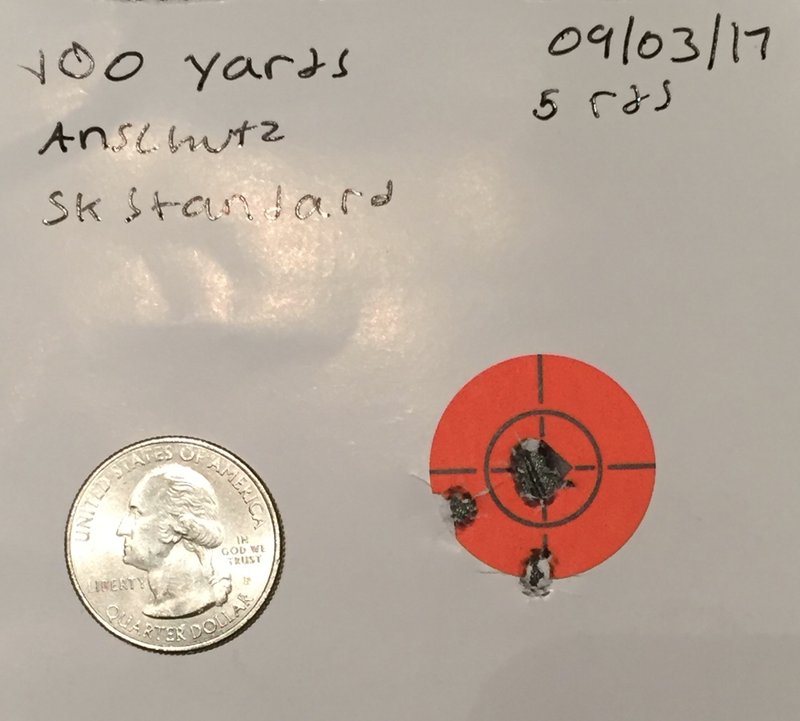 100 yards
09/03/17
5 rds
Anschutz
SK Standard
UNITED STATES OF AMERICA
IN
GOD WE
TRUST
LIBERTY
P
QUARTER DOLLAR